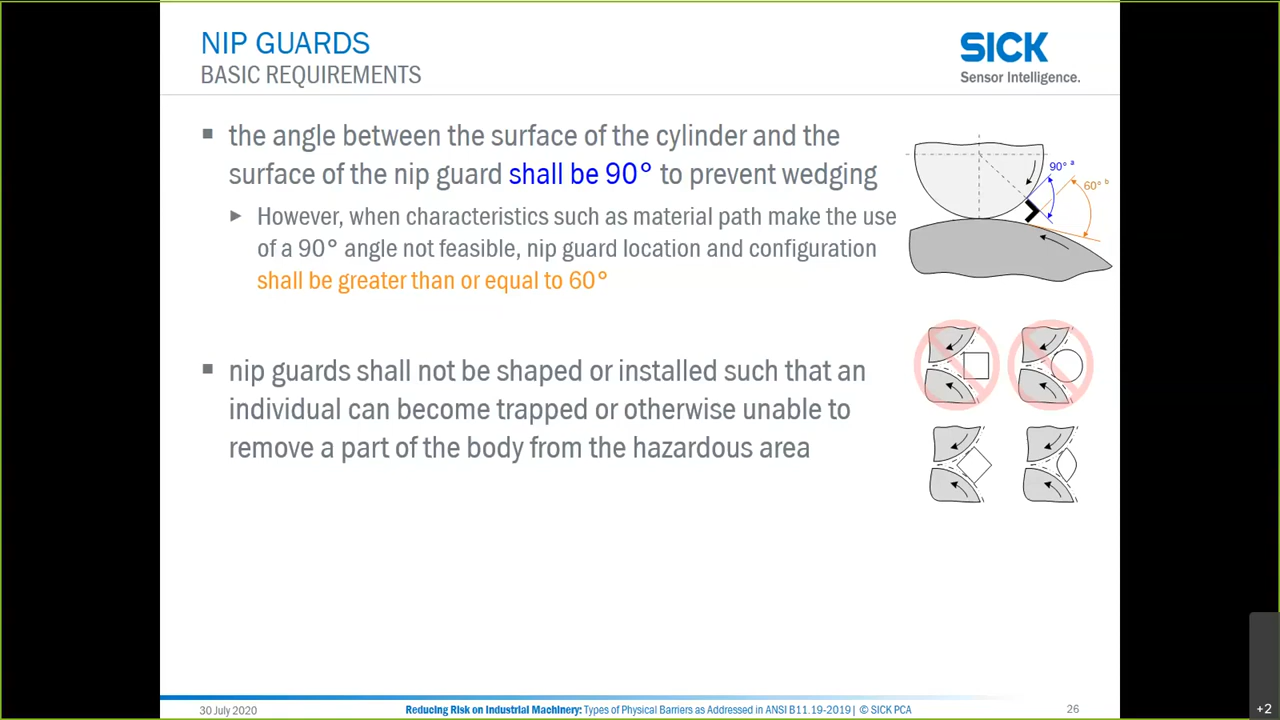 NIP GUARDS
BASIC REQUIREMENTS
SICK
Sensor Intelligence.
▪ the angle between the surface of the cylinder and the
surface of the nip guard shall be 90° to prevent wedging
► However, when characteristics such as material path make the use
of a 90° angle not feasible, nip guard location and configuration
shall be greater than or equal to 60°
90° a
60° b
▪ nip guards shall not be shaped or installed such that an
individual can become trapped or otherwise unable to
remove a part of the body from the hazardous area
30 July 2020
Reducing Risk on Industrial Machinery: Types of Physical Barriers as Addressed in ANSI B11.19-2019| © SICK PCA
26
+2